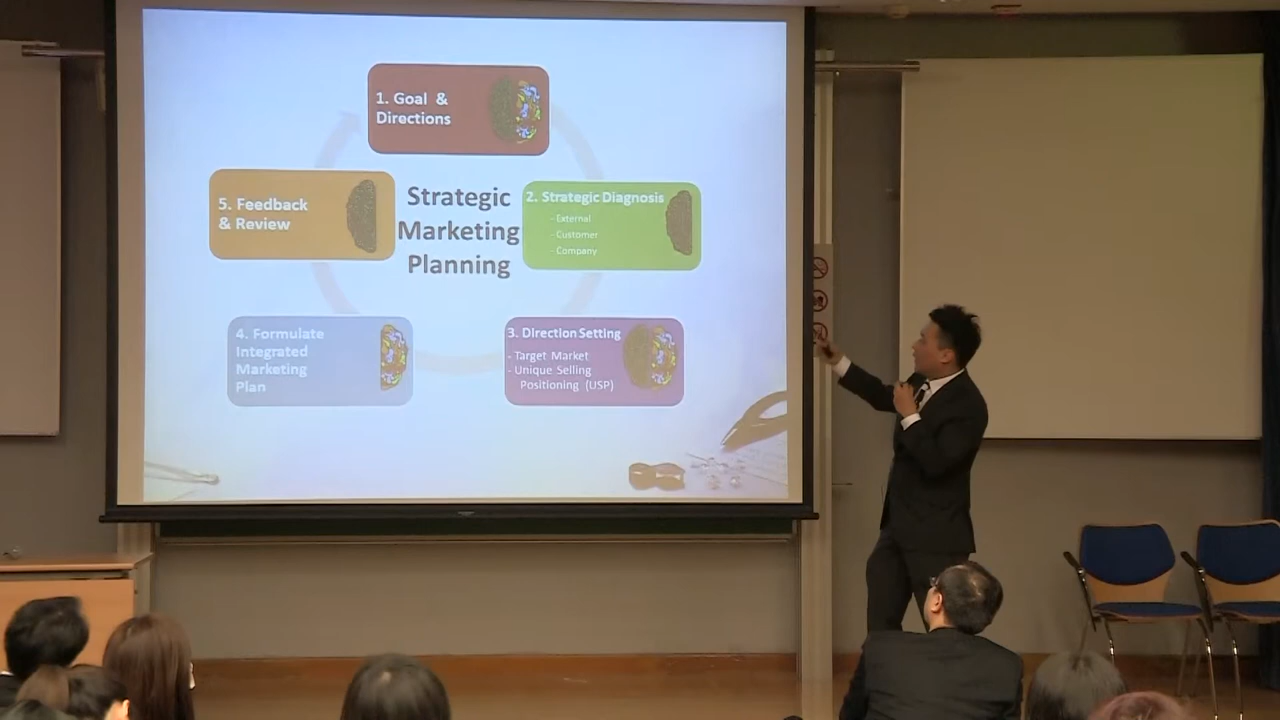 1. Goal &
Directions
Strategic
Marketing
Planning
2. Strategic Diagnosis
- External
- Customer
- Company
3. Direction Setting
- Target Market
- Unique Selling
Positioning (USP)
4. Formulate
Integrated
Marketing
Plan
5. Feedback
& Review